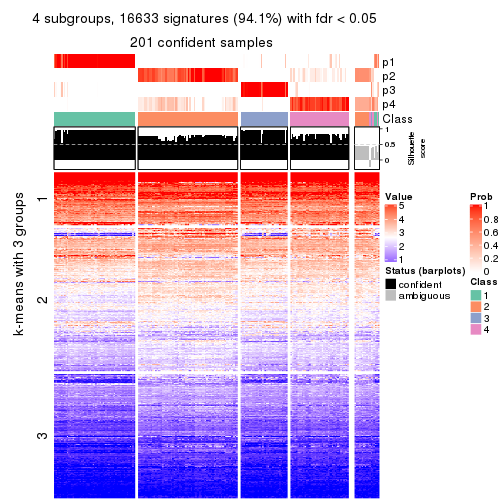 4 subgroups, 16633 signatures (94.1%) with fdr < 0.05
201 confident samples
p1
p2
p3
p4
Class
1
0.5
0
Silhouette
score
k-means with 3 groups
1
2
3
Value
5
4
3
2
1
Status (barplots)
confident
ambiguous
Prob
1
0.8
0.6
0.4
0.2
0
Class
1
2
3
4